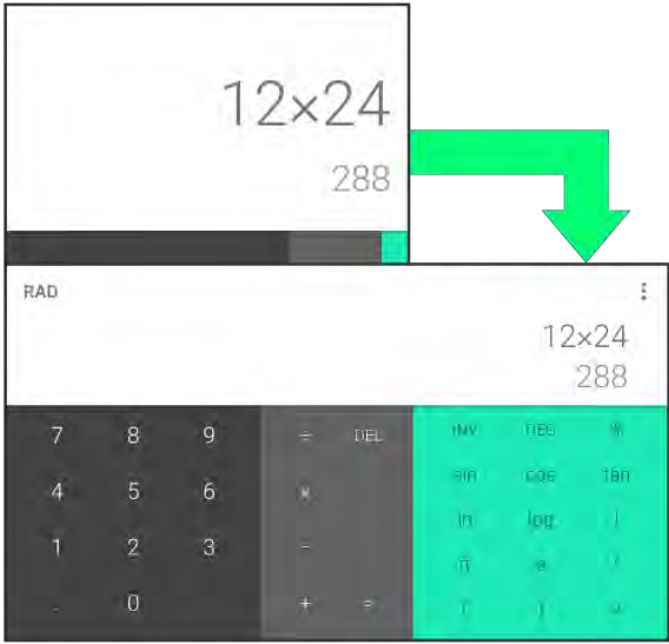 12×24
288
RAD
12×24
288
7 8 9 ÷ DEL INV DEG %
4 5 6 × sin cos tan
1 2 3 − ln log !
π e ^
. 0 + = ( ) √